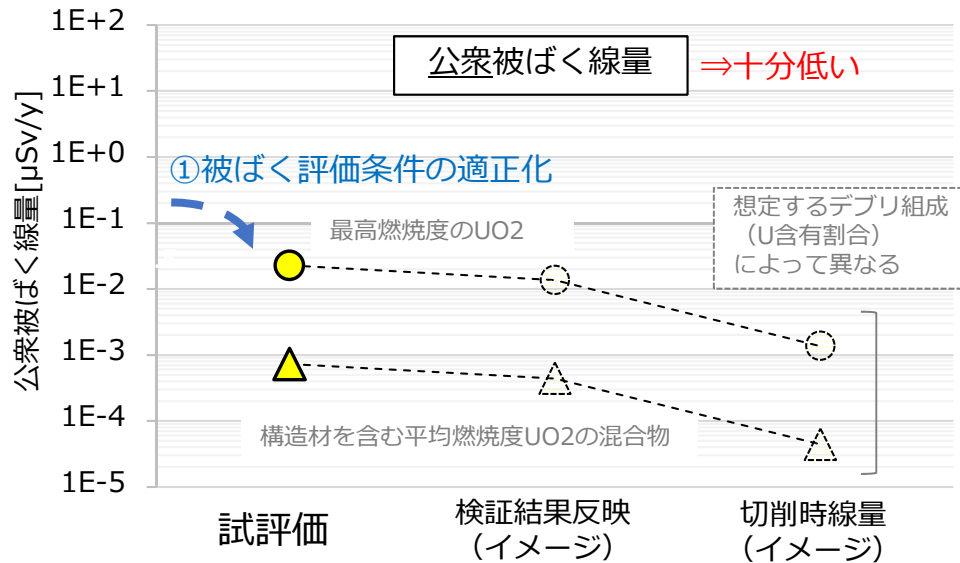 1E+2
1E+1
1E+0
1E-1
1E-2
1E-3
1E-4
1E-5
公衆被ばく線量[μSv/y]
公衆被ばく線量
⇒十分低い
①被ばく評価条件の適正化
最高燃焼度のUO2
想定するデブリ組成
（U含有割合）
によって異なる
構造材を含む平均燃焼度UO2の混合物
試評価
検証結果反映
（イメージ）
切削時線量
（イメージ）